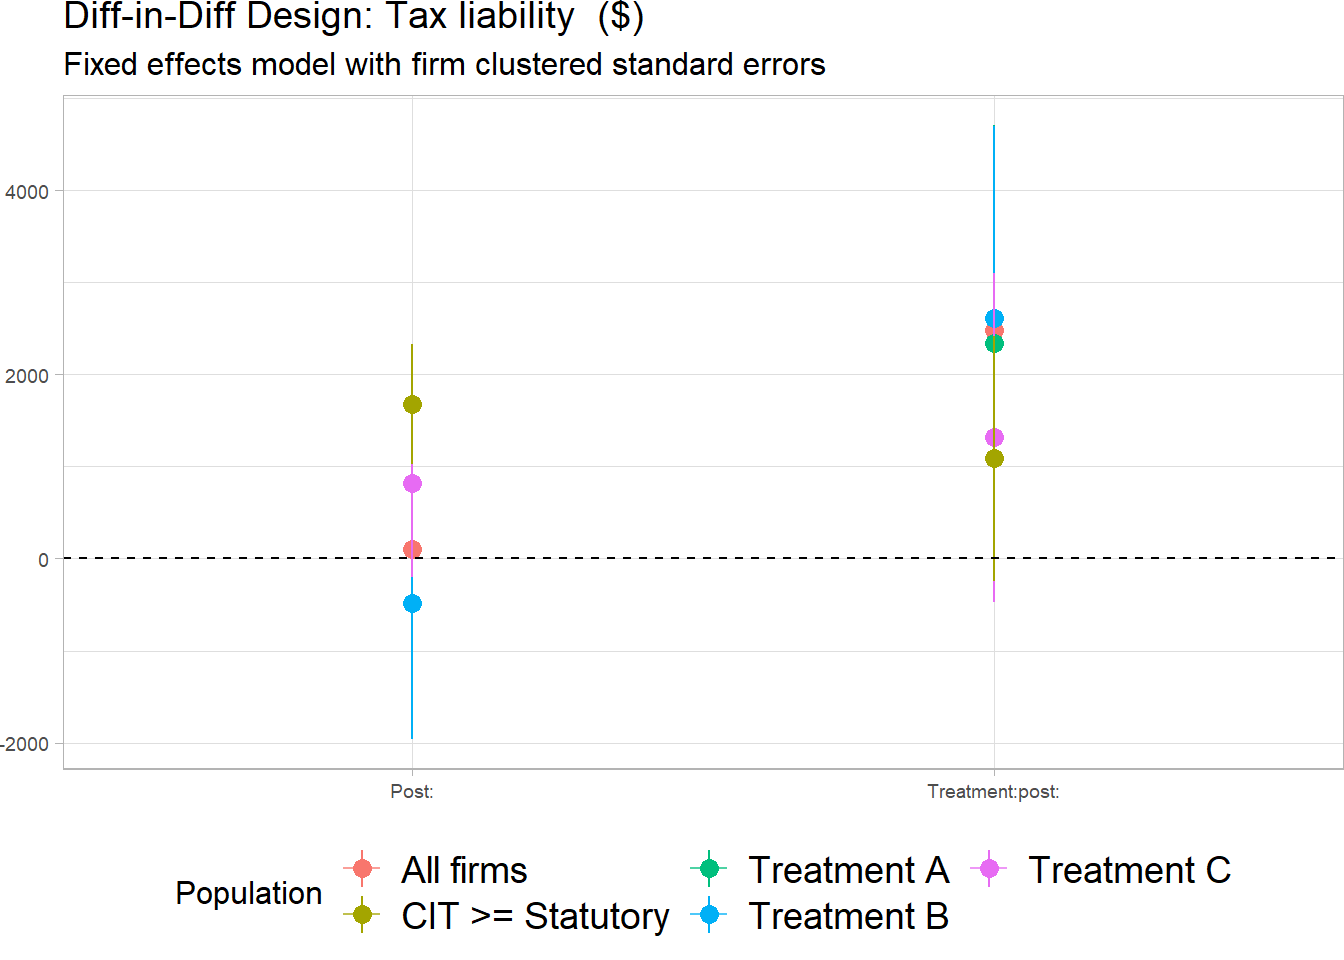 Diff-in-Diff Design: Tax liability  ($)
Fixed effects model with firm clustered standard errors
4000
2000
0
-2000
Post:
Treatment:post:
Population
All firms
Treatment A
Treatment C
CIT >= Statutory
Treatment B